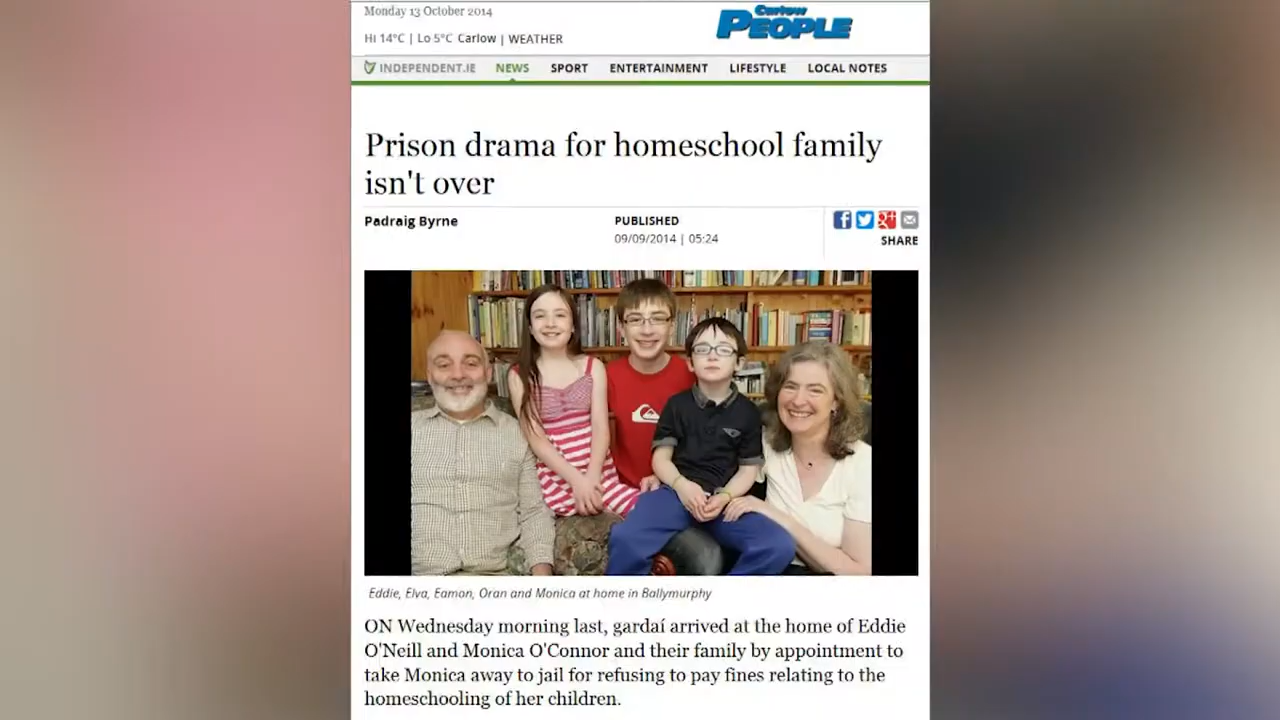 Monday 13 October 2014
Carlow
PEOPLE
Hi 14°C | Lo 5°C Carlow | WEATHER
INDEPENDENT.IE NEWS SPORT ENTERTAINMENT LIFESTYLE LOCAL NOTES
Prison drama for homeschool family
isn't over
Padraig Byrne
PUBLISHED
09/09/2014 | 05:24
SHARE
Eddie, Elva, Eamon, Oran and Monica at home in Ballymurphy
ON Wednesday morning last, gardaí arrived at the home of Eddie
O'Neill and Monica O'Connor and their family by appointment to
take Monica away to jail for refusing to pay fines relating to the
homeschooling of her children.